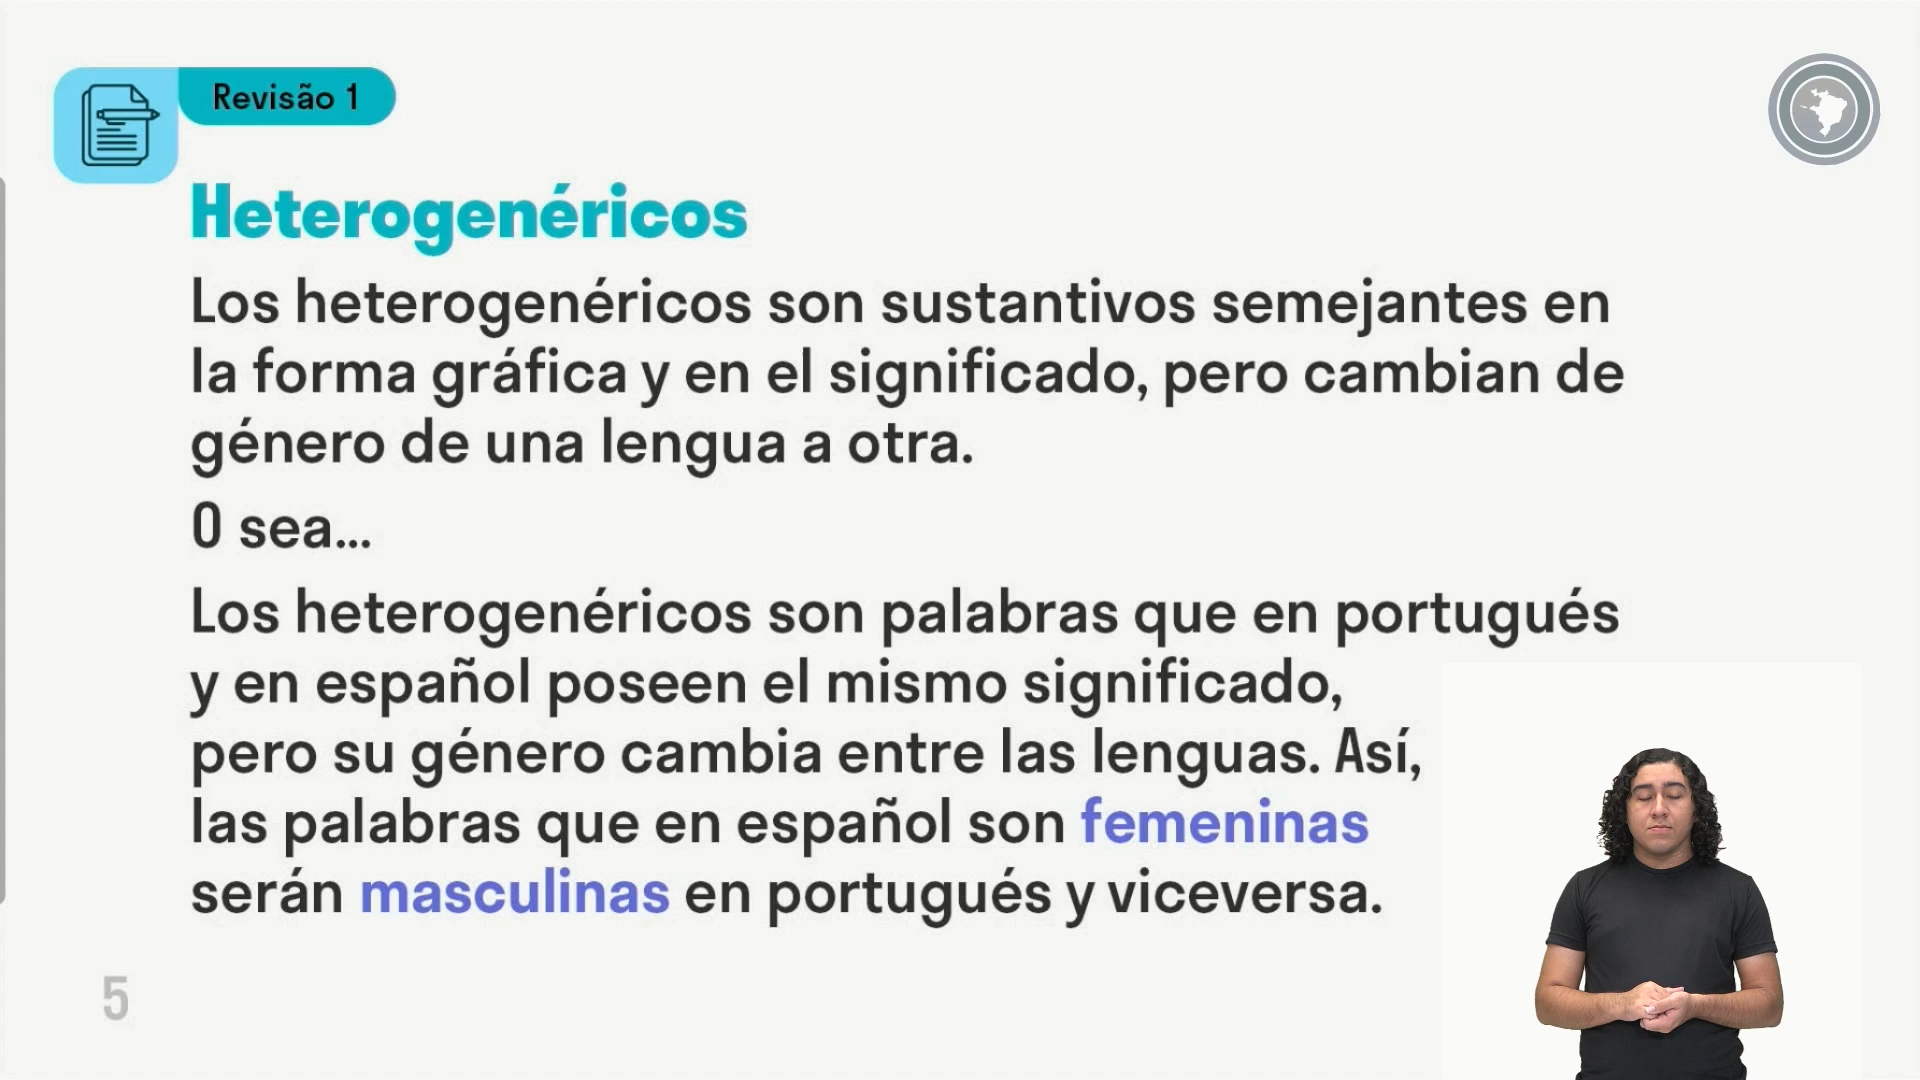 Revisão 1
Heterogenéricos
Los heterogenéricos son sustantivos semejantes en
la forma gráfica y en el significado, pero cambian de
género de una lengua a otra.
O sea...
Los heterogenéricos son palabras que en portugués
y en español poseen el mismo significado,
pero su género cambia entre las lenguas. Así,
las palabras que en español son femeninas
serán masculinas en portugués y viceversa.
5